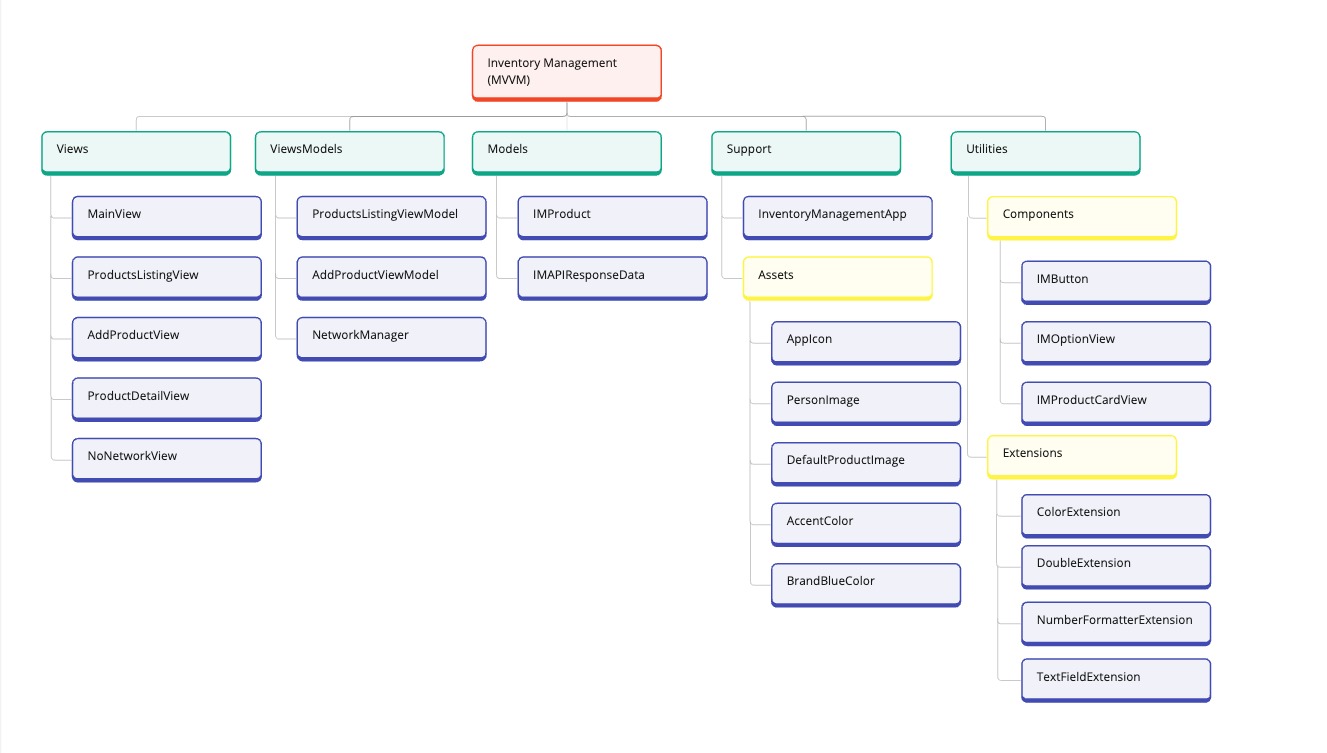 Inventory Management
(MVVM)
Views
ViewsModels
Models
Support
Utilities
MainView
ProductsListingView
AddProductView
ProductDetailView
NoNetworkView
ProductsListingViewModel
AddProductViewModel
NetworkManager
IMProduct
IMAPIResponseData
InventoryManagementApp
Assets
AppIcon
PersonImage
DefaultProductImage
AccentColor
BrandBlueColor
Components
IMButton
IMOptionView
IMProductCardView
Extensions
ColorExtension
DoubleExtension
NumberFormatterExtension
TextFieldExtension